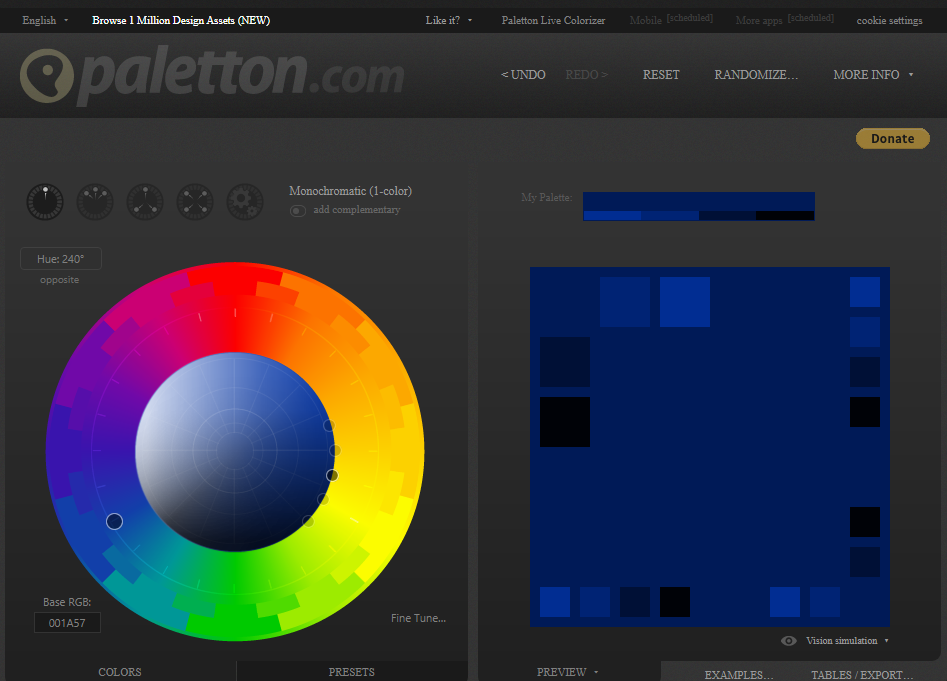 English Browse 1 Million Design Assets (NEW) Like it? Paletton Live Colorizer Mobile [scheduled] More apps [scheduled] cookie settings
paletton.com < UNDO REDO > RESET RANDOMIZE... MORE INFO
Donate
Monochromatic (1-color)
add complementary
My Palette:
Hue: 240°
opposite
Base RGB:
001A57
Fine Tune...
Vision simulation
COLORS PRESETS PREVIEW EXAMPLES... TABLES / EXPORT...